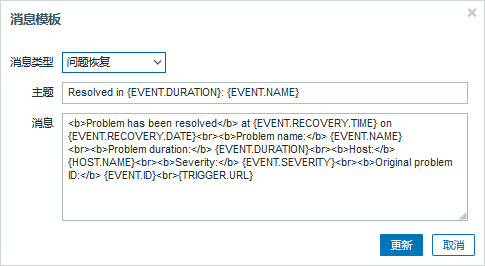 消息模板
消息类型 问题恢复
主题 Resolved in {EVENT.DURATION}: {EVENT.NAME}
消息 <b>Problem has been resolved</b> at {EVENT.RECOVERY.TIME} on
{EVENT.RECOVERY.DATE}<br><b>Problem name:</b> {EVENT.NAME}
<br><b>Problem duration:</b> {EVENT.DURATION}<br><b>Host:</b>
{HOST.NAME}<br><b>Severity:</b> {EVENT.SEVERITY}<br><b>Original problem
ID:</b> {EVENT.ID}<br>{TRIGGER.URL}
更新 取消